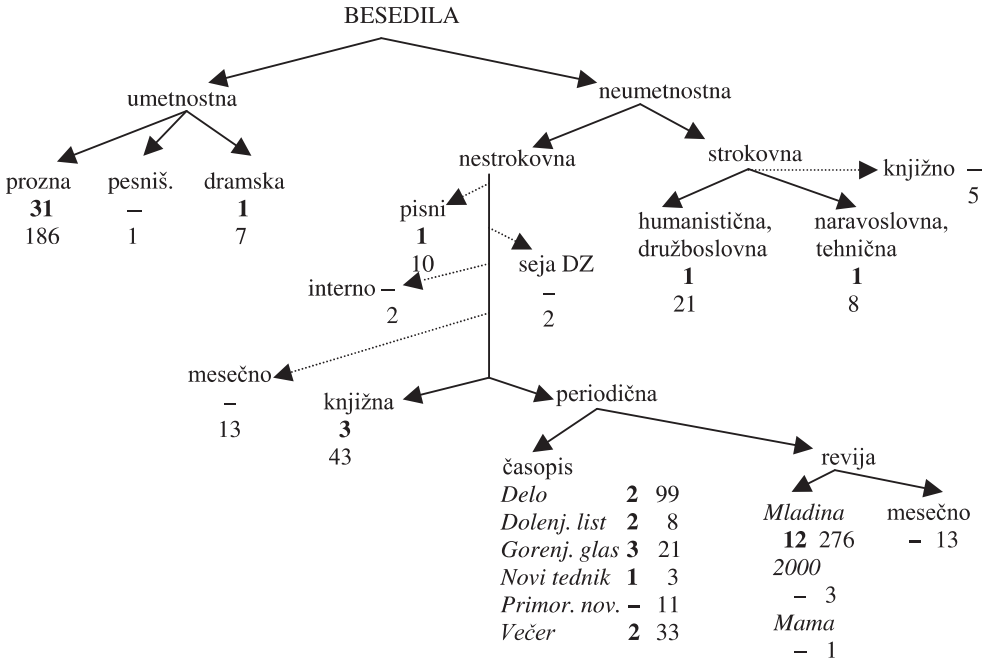 BESEDILA
umetnostna
neumetnostna
prozna
31
186
pesniš.
–
1
dramska
1
7
nestrokovna
strokovna
knjižno –
5
pisni
1
10
seja DZ
–
2
interno –
2
humanistična,
družboslovna
1
21
naravoslovna,
tehnična
1
8
mesečno
–
13
knjižna
3
43
periodična
časopis
Delo 2 99
Dolenj. list 2 8
Gorenj. glas 3 21
Novi tednik 1 3
Primor. nov. – 11
Večer 2 33
revija
Mladina
12 276
2000
– 3
Mama
– 1
mesečno
– 13